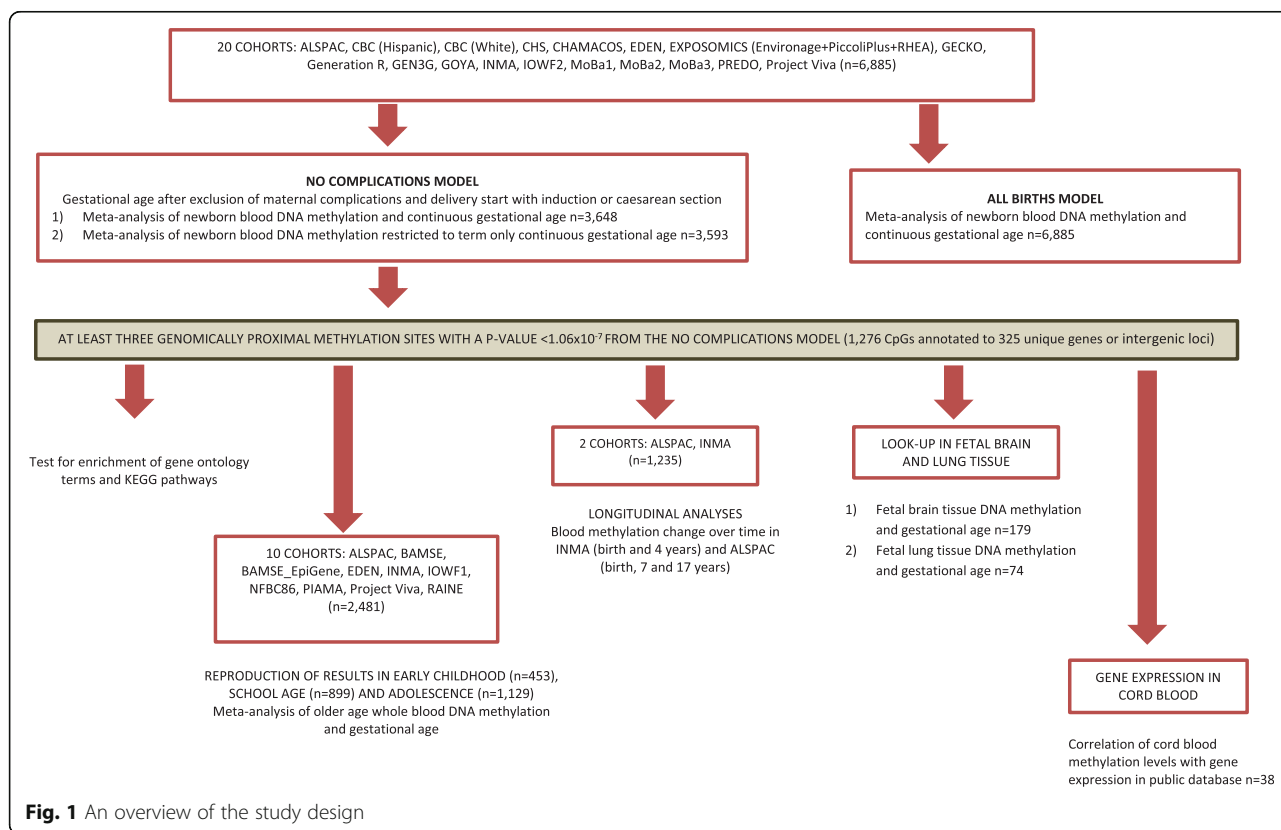 20 COHORTS: ALSPAC, CBC (Hispanic), CBC (White), CHS, CHAMACOS, EDEN, EXPOSOMICS (Environage+PiccoliPlus+RHEA), GECKO,
Generation R, GEN3G, GOYA, INMA, IOWF2, MoBa1, MoBa2, MoBa3, PREDO, Project Viva (n=6,885)
NO COMPLICATIONS MODEL
Gestational age after exclusion of maternal complications and delivery start with induction or caesarean section
1) Meta-analysis of newborn blood DNA methylation and continuous gestational age n=3,648
2) Meta-analysis of newborn blood DNA methylation restricted to term only continuous gestational age n=3,593
ALL BIRTHS MODEL
Meta-analysis of newborn blood DNA methylation and
continuous gestational age n=6,885
AT LEAST THREE GENOMICALLY PROXIMAL METHYLATION SITES WITH A P-VALUE <1.06x10⁻⁷ FROM THE NO COMPLICATIONS MODEL (1,276 CpGs annotated to 325 unique genes or intergenic loci)
Test for enrichment of gene ontology
terms and KEGG pathways
10 COHORTS: ALSPAC, BAMSE,
BAMSE_EpiGene, EDEN, INMA, IOWF1,
NFBC86, PIAMA, Project Viva, RAINE
(n=2,481)
REPRODUCTION OF RESULTS IN EARLY CHILDHOOD (n=453),
SCHOOL AGE (n=899) AND ADOLESCENCE (n=1,129)
Meta-analysis of older age whole blood DNA methylation
and gestational age
2 COHORTS: ALSPAC, INMA
(n=1,235)
LONGITUDINAL ANALYSES
Blood methylation change over time in
INMA (birth and 4 years) and ALSPAC
(birth, 7 and 17 years)
LOOK-UP IN FETAL BRAIN
AND LUNG TISSUE
1) Fetal brain tissue DNA methylation
and gestational age n=179
2) Fetal lung tissue DNA methylation
and gestational age n=74
GENE EXPRESSION IN
CORD BLOOD
Correlation of cord blood
methylation levels with gene
expression in public database n=38
Fig. 1 An overview of the study design